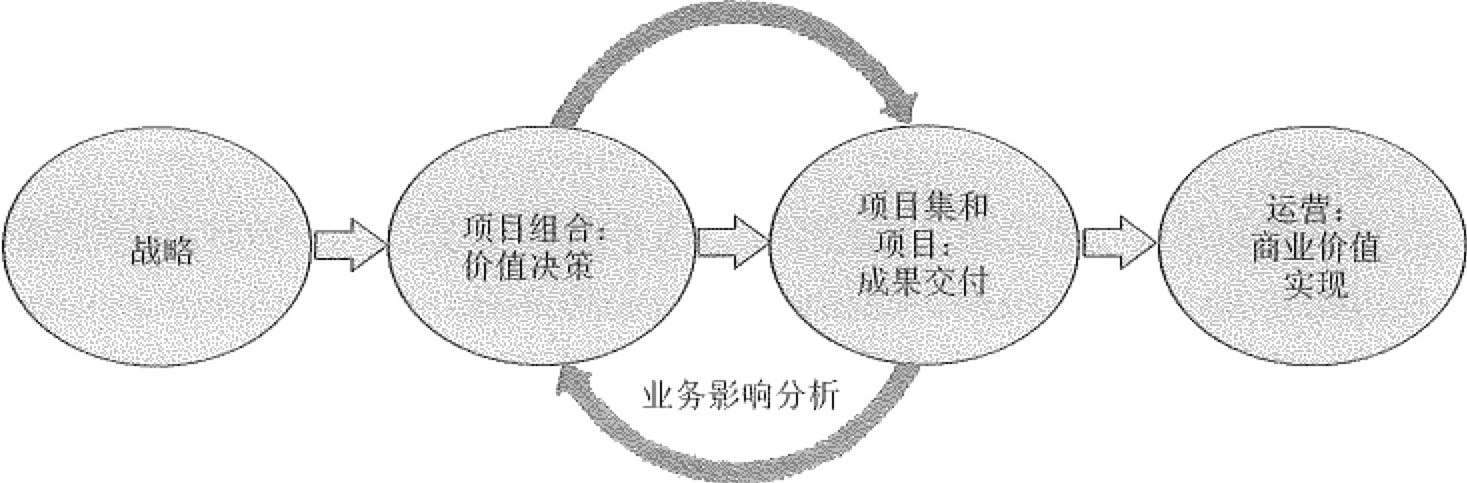 战略
项目组合：
价值决策
项目集和
项目：
成果交付
运营：
商业价值
实现
业务影响分析